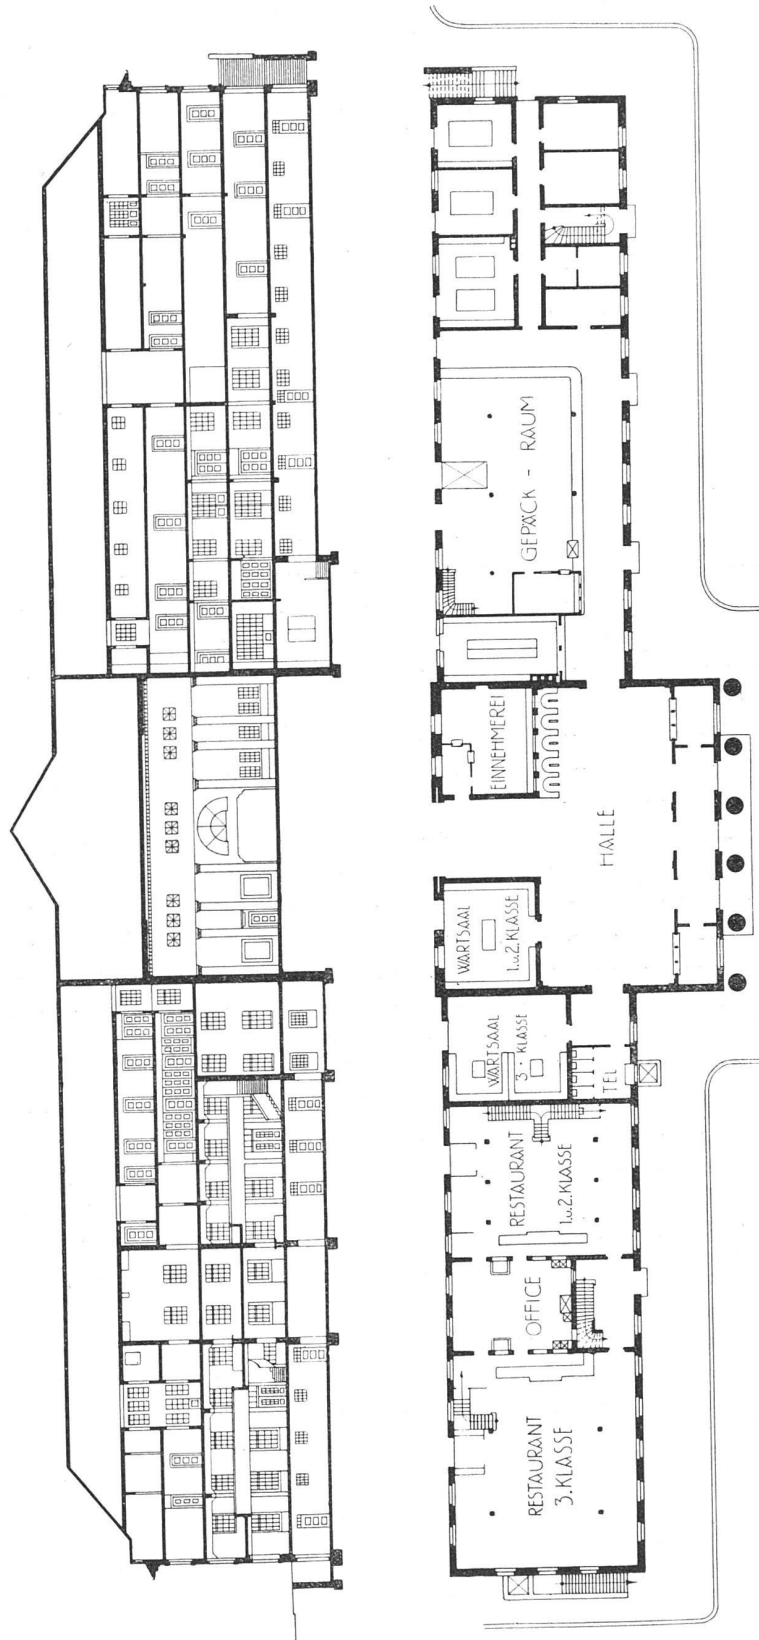 RESTAURANT
3. KLASSE
OFFICE
RESTAURANT
1.u.2. KLASSE
TEL
WARTSAAL
3. KLASSE
WARTSAAL
1.u.2. KLASSE
HALLE
EINNEHMEREI
GEPÄCK - RAUM